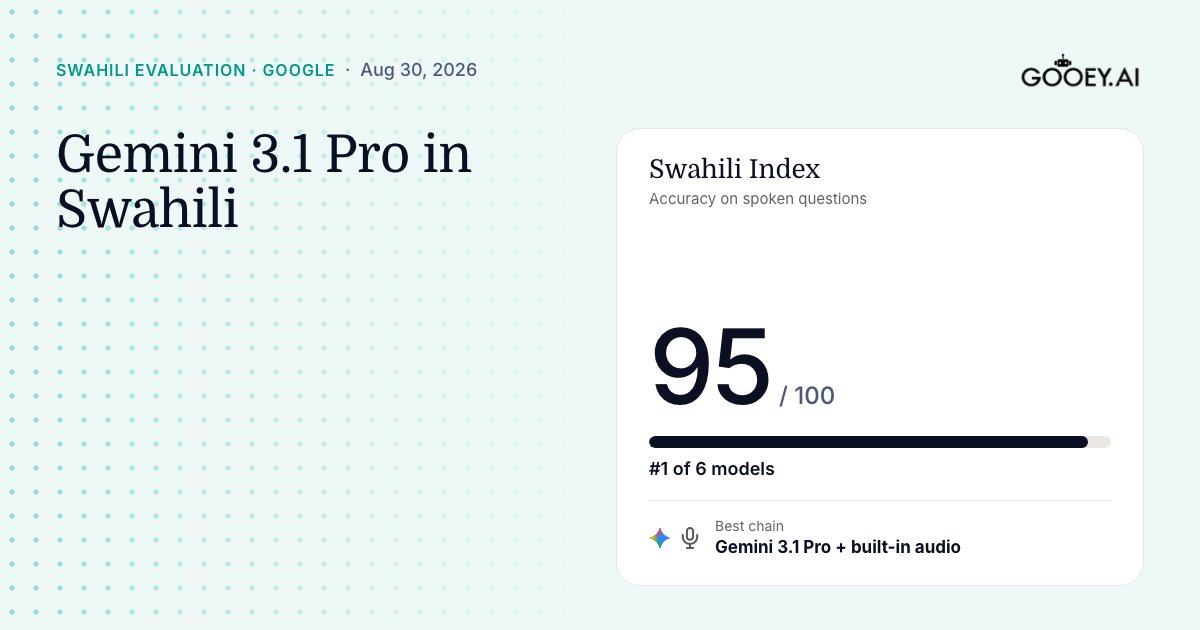 SWAHILI EVALUATION · GOOGLE · Aug 30, 2026
GOOEY.AI
Gemini 3.1 Pro in
Swahili
Swahili Index
Accuracy on spoken questions
95 / 100
#1 of 6 models
Best chain
Gemini 3.1 Pro + built-in audio